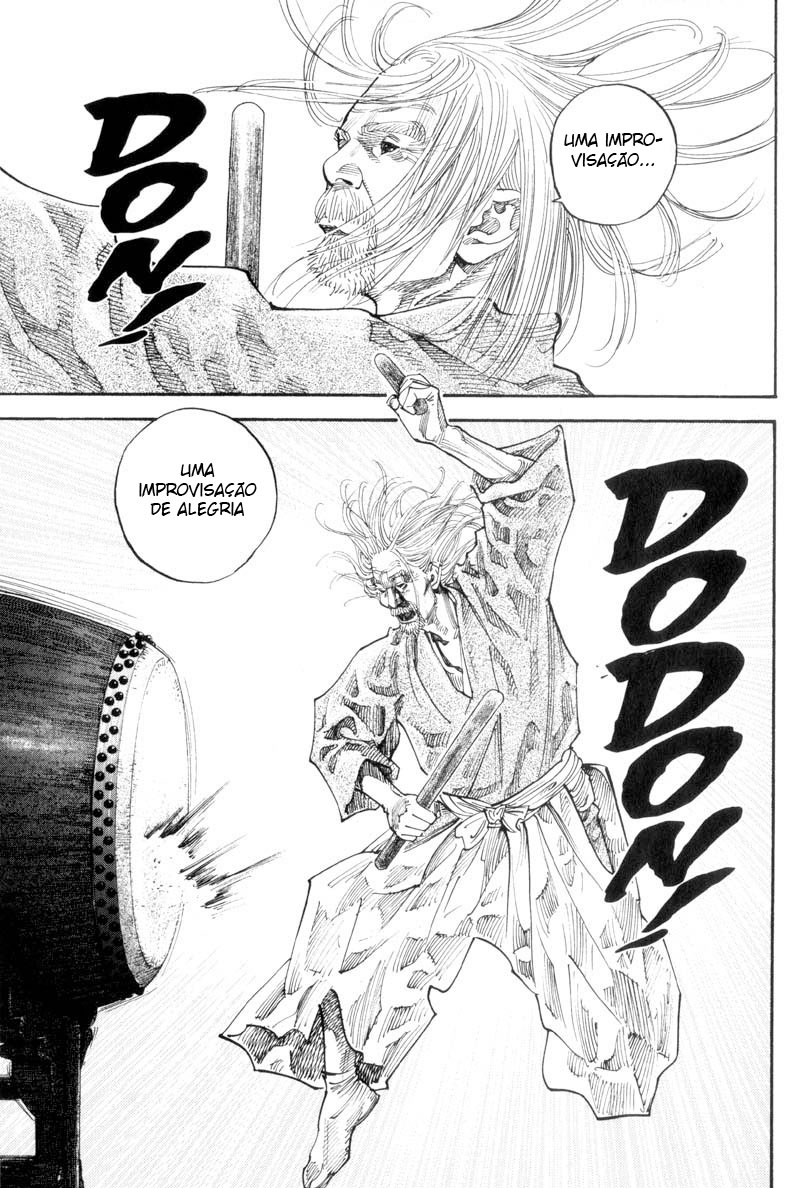 UMA IMPRO-
VISAÇÃO...
DON!
UMA
IMPROVISAÇÃO
DE ALEGRIA
DODON!